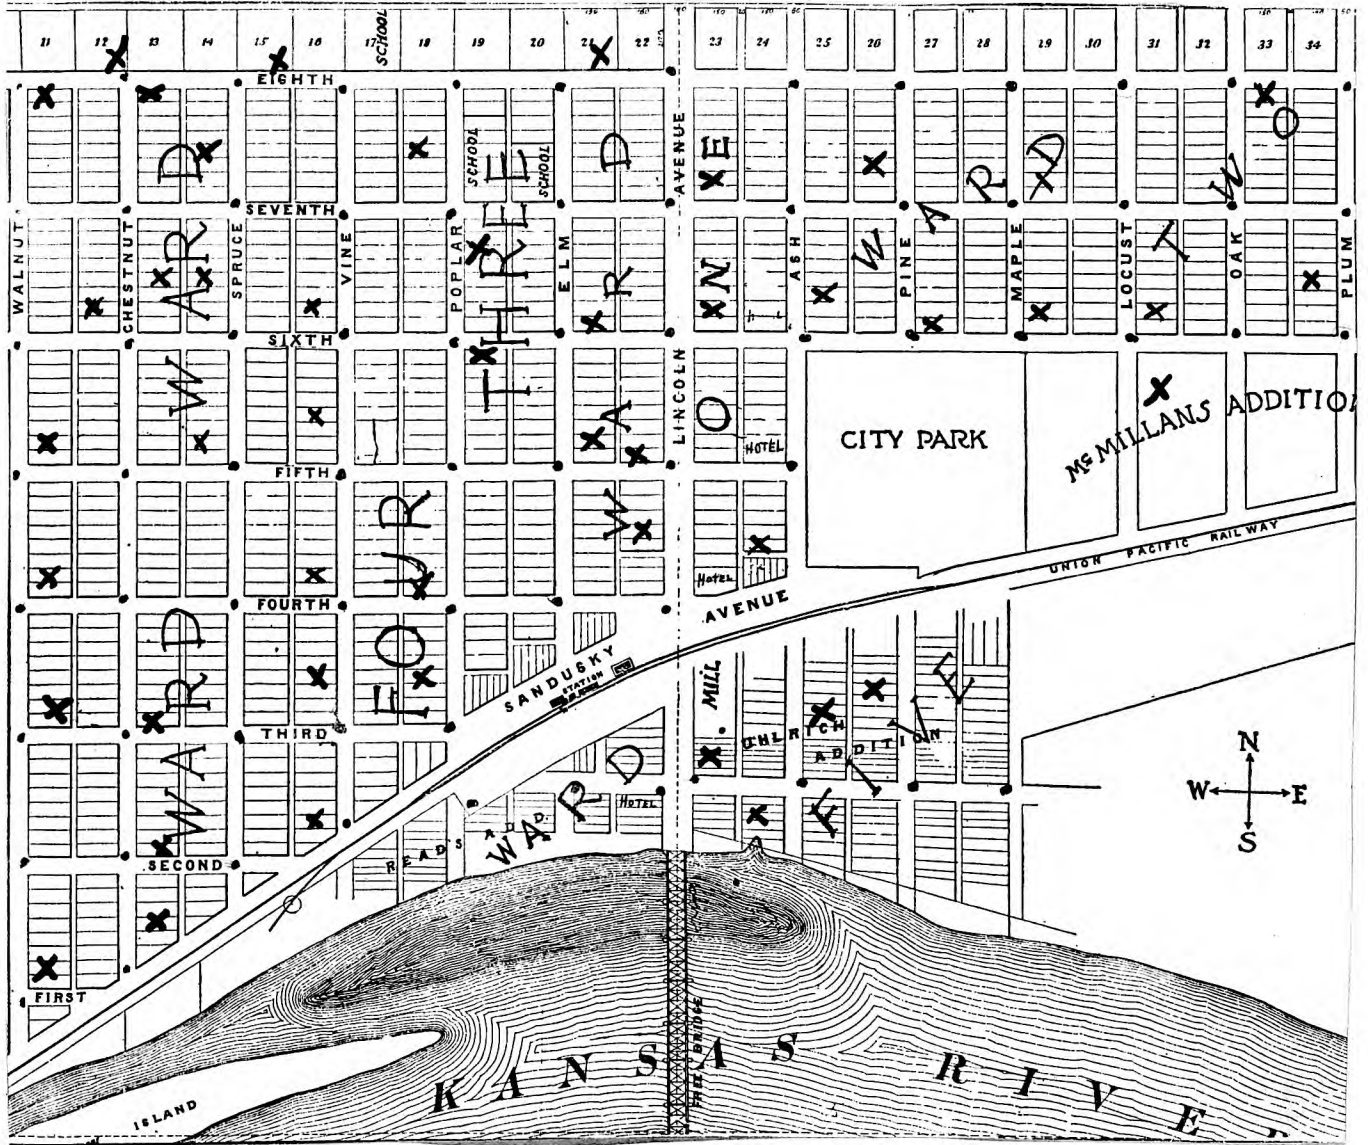 SCHOOL
11 12 13 14 15 16 17 18 19 20 21 22 23 24 25 26 27 28 29 30 31 32 33 34
EIGHTH
SCHOOL
SCHOOL
SEVENTH
WALNUT
CHESTNUT
SPRUCE
VINE
POPLAR
ELM
LINCOLN AVENUE
ASH
PINE
MAPLE
LOCUST
OAK
PLUM
WARD ONE
WARD TWO
WARD THREE
WARD FOUR
WARD FIVE
SIXTH
HOTEL
CITY PARK
McMILLANS ADDITION
FIFTH
UNION PACIFIC RAILWAY
HOTEL
FOURTH
SANDUSKY AVENUE
STATION
MILL
THIRD
UHLRICH
ADDITION
HOTEL
READ'S AD'D.
SECOND
N
W E
S
FIRST
FREE BRIDGE
KANSAS RIVE
ISLAND